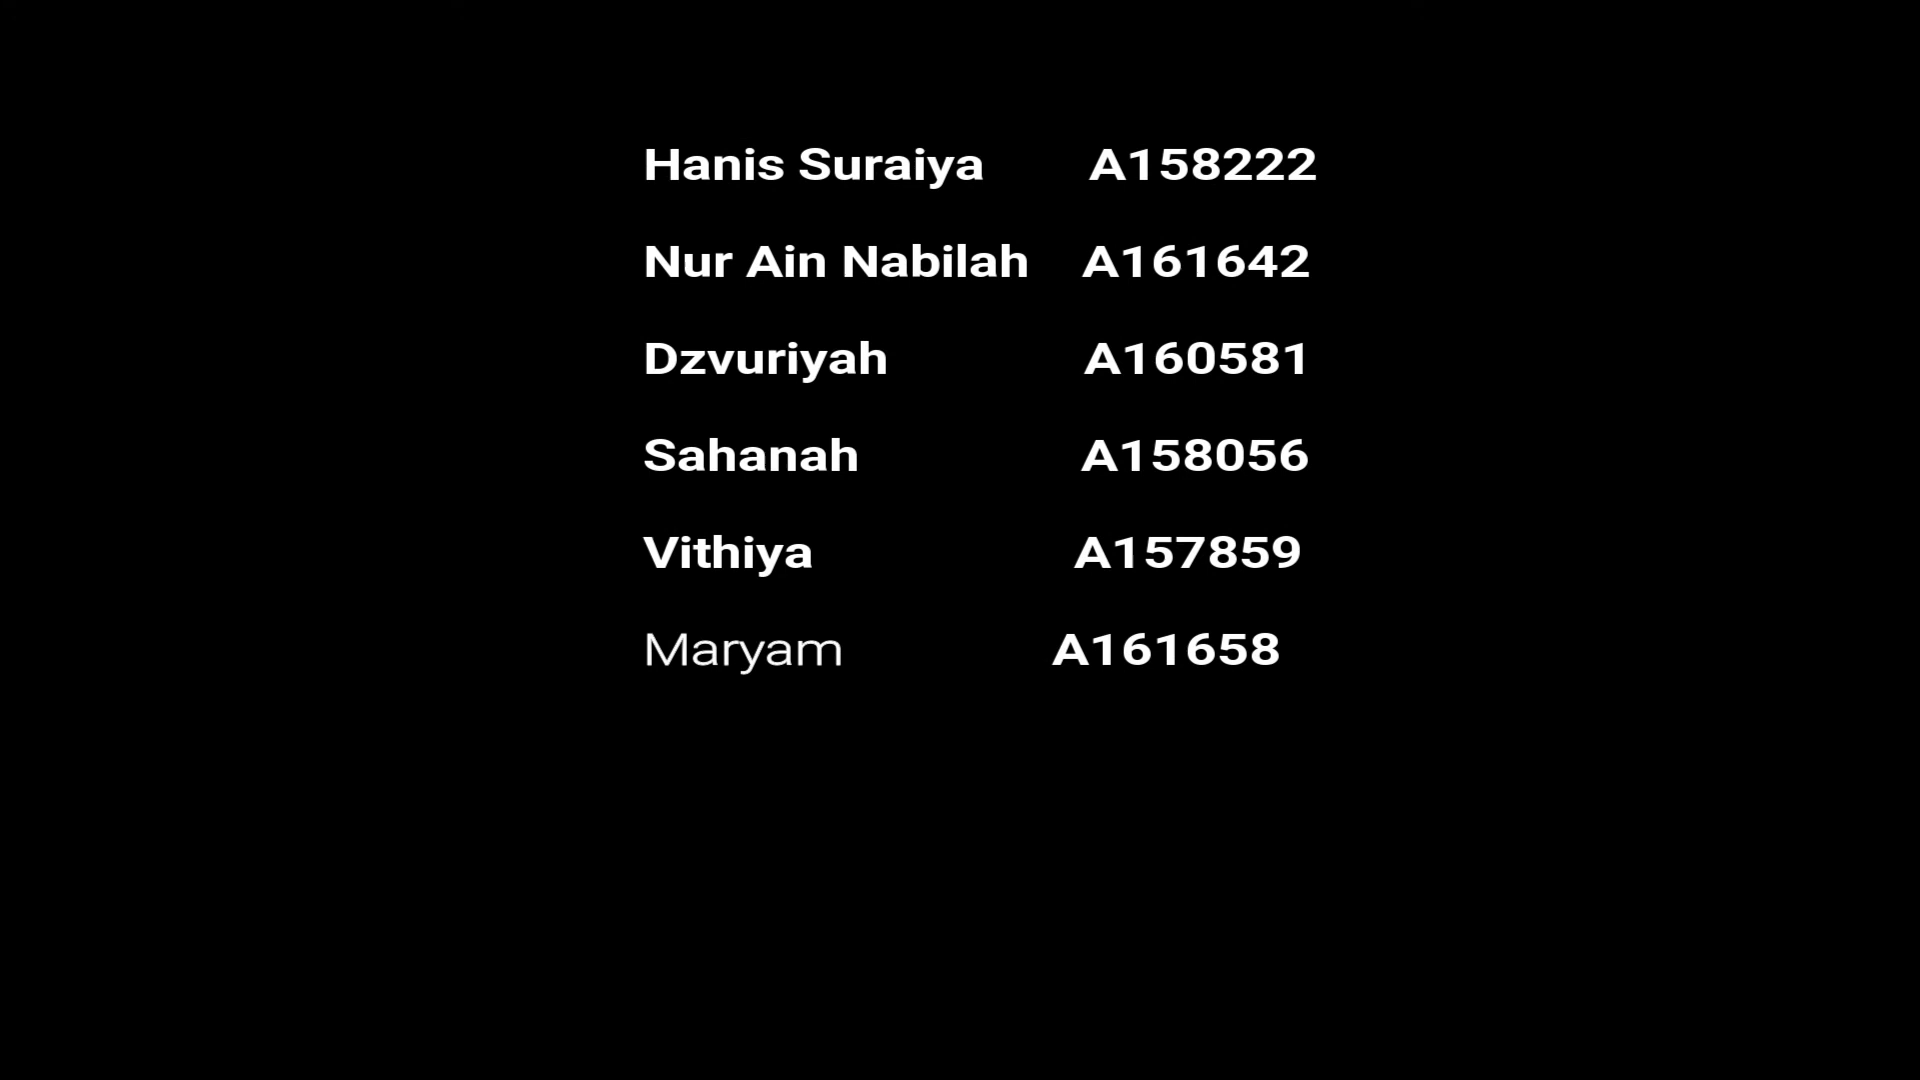 Hanis Suraiya A158222
Nur Ain Nabilah A161642
Dzvuriyah A160581
Sahanah A158056
Vithiya A157859
Maryam A161658